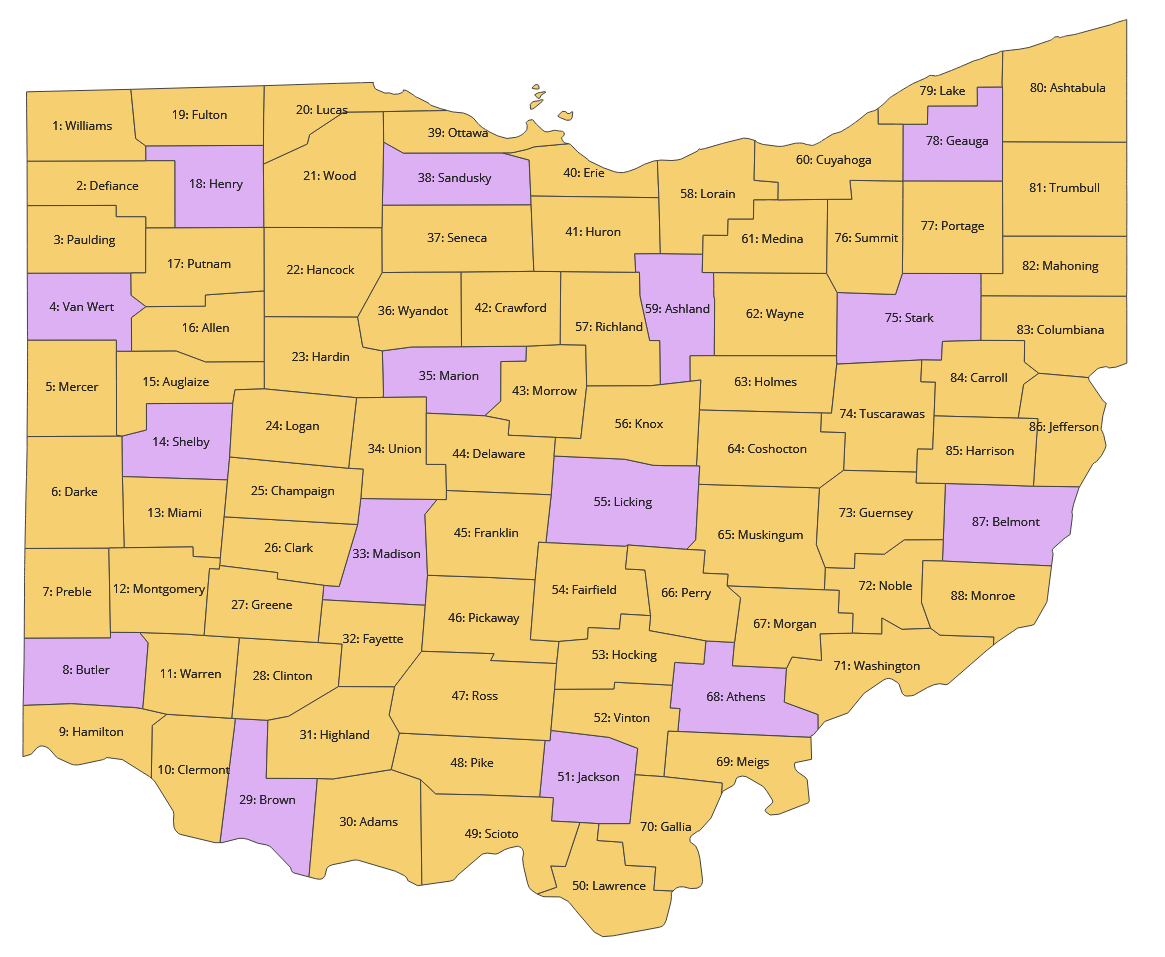 1: Williams
2: Defiance
3: Paulding
4: Van Wert
5: Mercer
6: Darke
7: Preble
8: Butler
9: Hamilton
10: Clermont
11: Warren
12: Montgomery
13: Miami
14: Shelby
15: Auglaize
16: Allen
17: Putnam
18: Henry
19: Fulton
20: Lucas
21: Wood
22: Hancock
23: Hardin
24: Logan
25: Champaign
26: Clark
27: Greene
28: Clinton
29: Brown
30: Adams
31: Highland
32: Fayette
33: Madison
34: Union
35: Marion
36: Wyandot
37: Seneca
38: Sandusky
39: Ottawa
40: Erie
41: Huron
42: Crawford
43: Morrow
44: Delaware
45: Franklin
46: Pickaway
47: Ross
48: Pike
49: Scioto
50: Lawrence
51: Jackson
52: Vinton
53: Hocking
54: Fairfield
55: Licking
56: Knox
57: Richland
58: Lorain
59: Ashland
60: Cuyahoga
61: Medina
62: Wayne
63: Holmes
64: Coshocton
65: Muskingum
66: Perry
67: Morgan
68: Athens
69: Meigs
70: Gallia
71: Washington
72: Noble
73: Guernsey
74: Tuscarawas
75: Stark
76: Summit
77: Portage
78: Geauga
79: Lake
80: Ashtabula
81: Trumbull
82: Mahoning
83: Columbiana
84: Carroll
85: Harrison
86: Jefferson
87: Belmont
88: Monroe